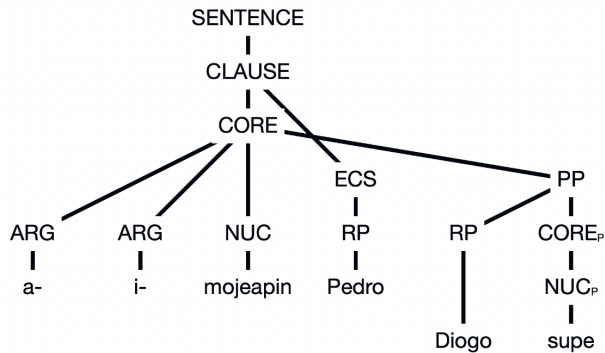 SENTENCE
CLAUSE
CORE
ECS PP
ARG ARG NUC RP RP COREP
a- i- mojeapin Pedro NUCP
Diogo supe